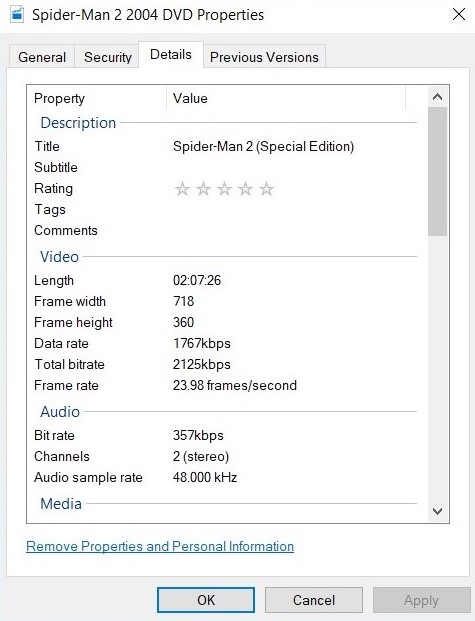 Spider-Man 2 2004 DVD Properties
General Security Details Previous Versions
Property Value
Description
Title Spider-Man 2 (Special Edition)
Subtitle
Rating
Tags
Comments
Video
Length 02:07:26
Frame width 718
Frame height 360
Data rate 1767kbps
Total bitrate 2125kbps
Frame rate 23.98 frames/second
Audio
Bit rate 357kbps
Channels 2 (stereo)
Audio sample rate 48.000 kHz
Media
Remove Properties and Personal Information
OK Cancel Apply